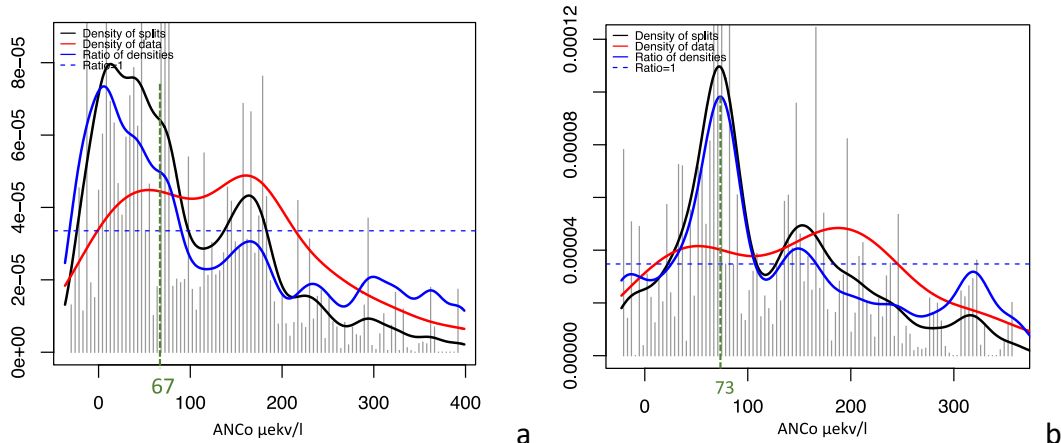 Density of splits
Density of data
Ratio of densities
Ratio=1
0e+00 2e-05 4e-05 6e-05 8e-05
67
0 100 200 300 400
ANCo µekv/l
a
Density of splits
Density of data
Ratio of densities
Ratio=1
0.00000 0.00004 0.00008 0.00012
73
0 100 200 300
ANCo µekv/l
b